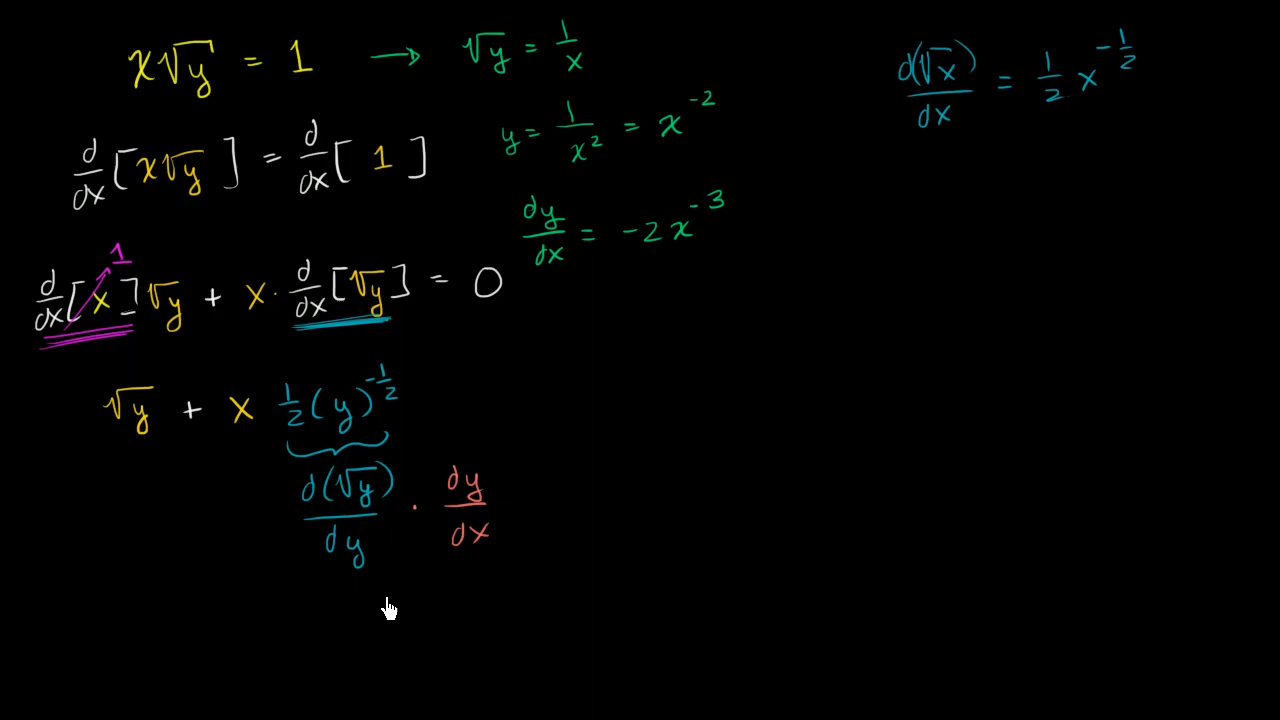 x√y = 1 → √y = 1/x
d(√x)/dx = 1/2 x^(-1/2)
y = 1/x² = x^(-2)
d/dx [x√y] = d/dx [1]
dy/dx = -2x^(-3)
1
d/dx [x] √y + x · d/dx [√y] = 0
√y + x 1/2 (y)^(-1/2)
d(√y)/dy · dy/dx